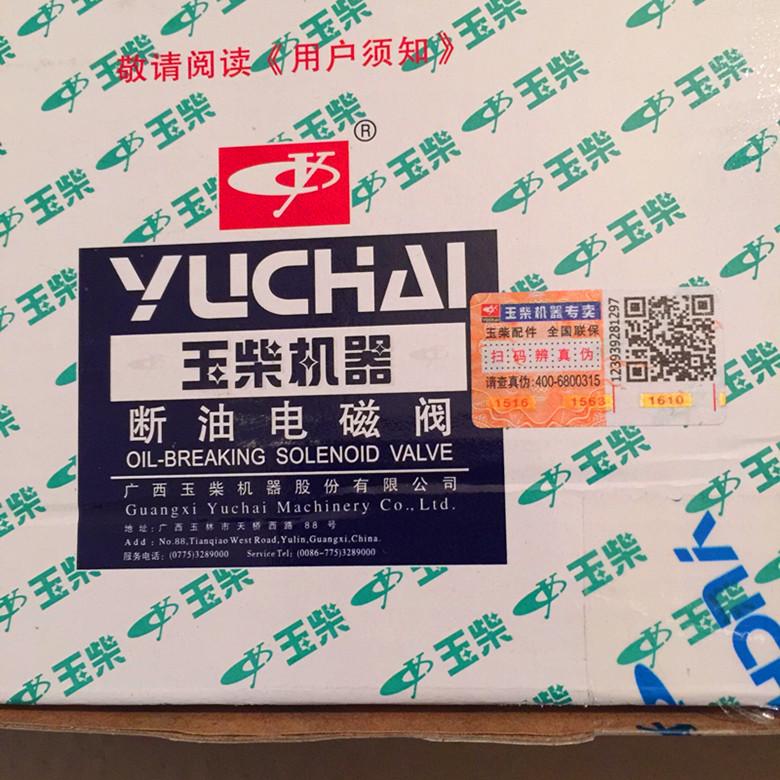 敬请阅读《用户须知》
®
YUCHAI
玉柴机器
断油电磁阀
OIL-BREAKING SOLENOID VALVE
广西玉柴机器股份有限公司
Guangxi Yuchai Machinery Co., Ltd.
地址:广西玉林市天桥西路88号
Add: No.88,Tianqiao West Road,Yulin,Guangxi,China.
服务电话:(0775)3289000 Service Tel:(0086-775)3289000
YUCHAI 玉柴机器专卖
玉柴配件 全国联保
扫码辨真伪
请查真伪:400-6800315
1516 1563 1610
123939281297
玉柴
YUCH